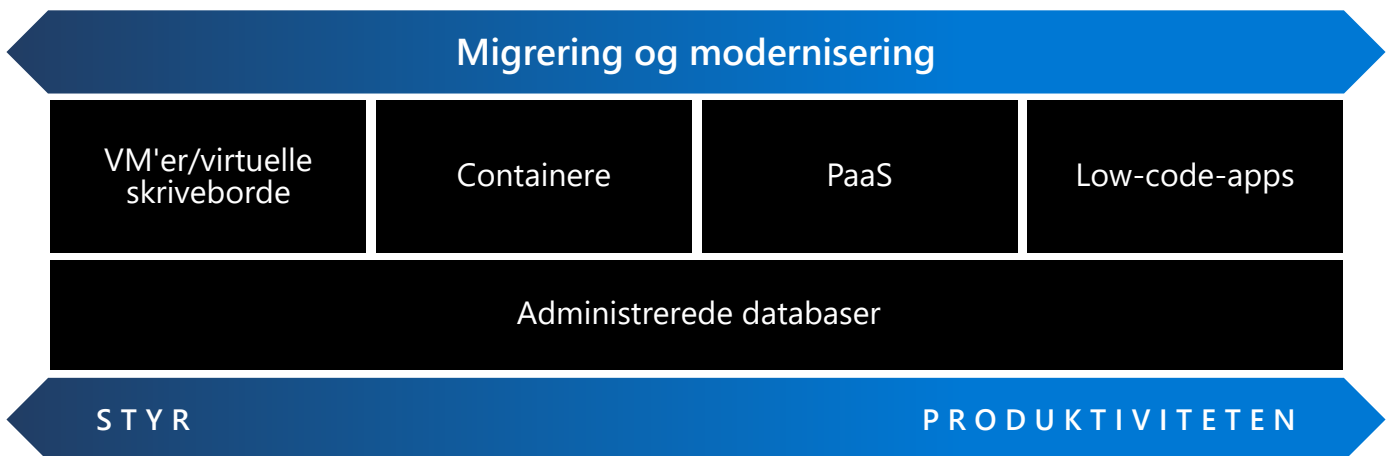 Migrering og modernisering
VM'er/virtuelle
skriveborde
Containere
PaaS
Low-code-apps
Administrerede databaser
STYR
PRODUKTIVITETEN